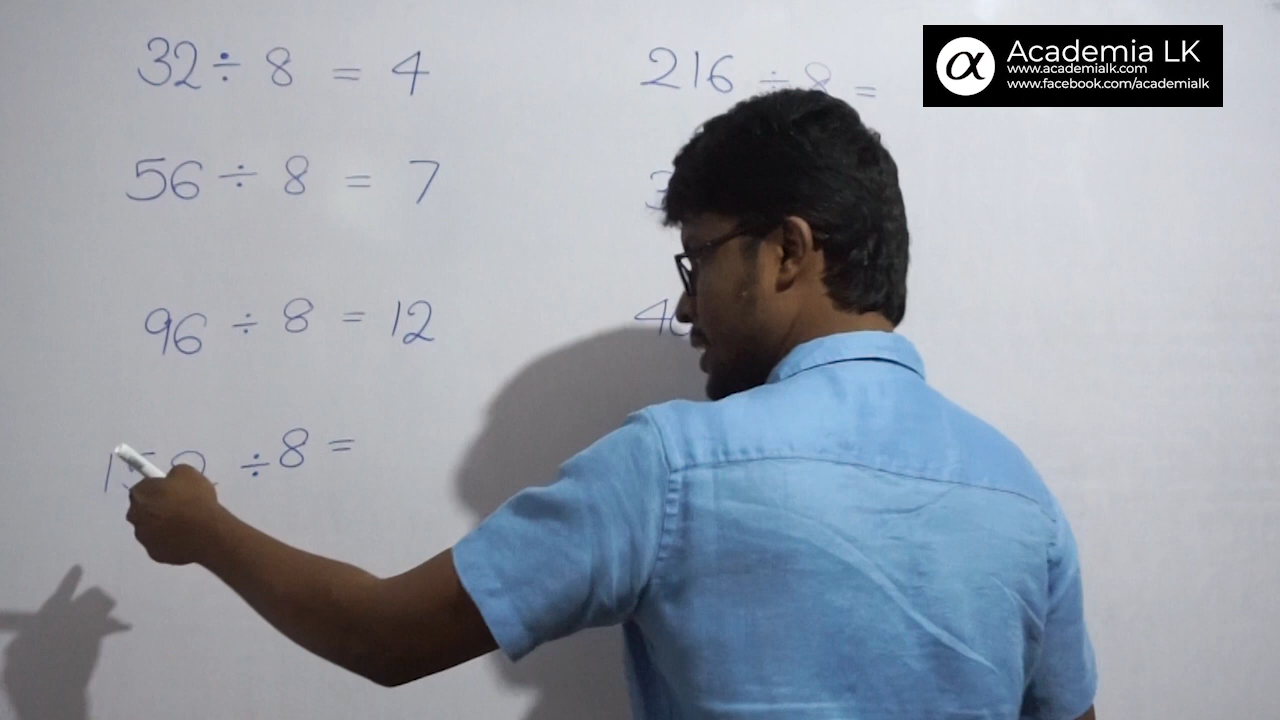 32 ÷ 8 = 4
56 ÷ 8 = 7
96 ÷ 8 = 12
÷ 8 =
216 ÷ 8 =
α Academia LK
www.academialk.com
www.facebook.com/academialk